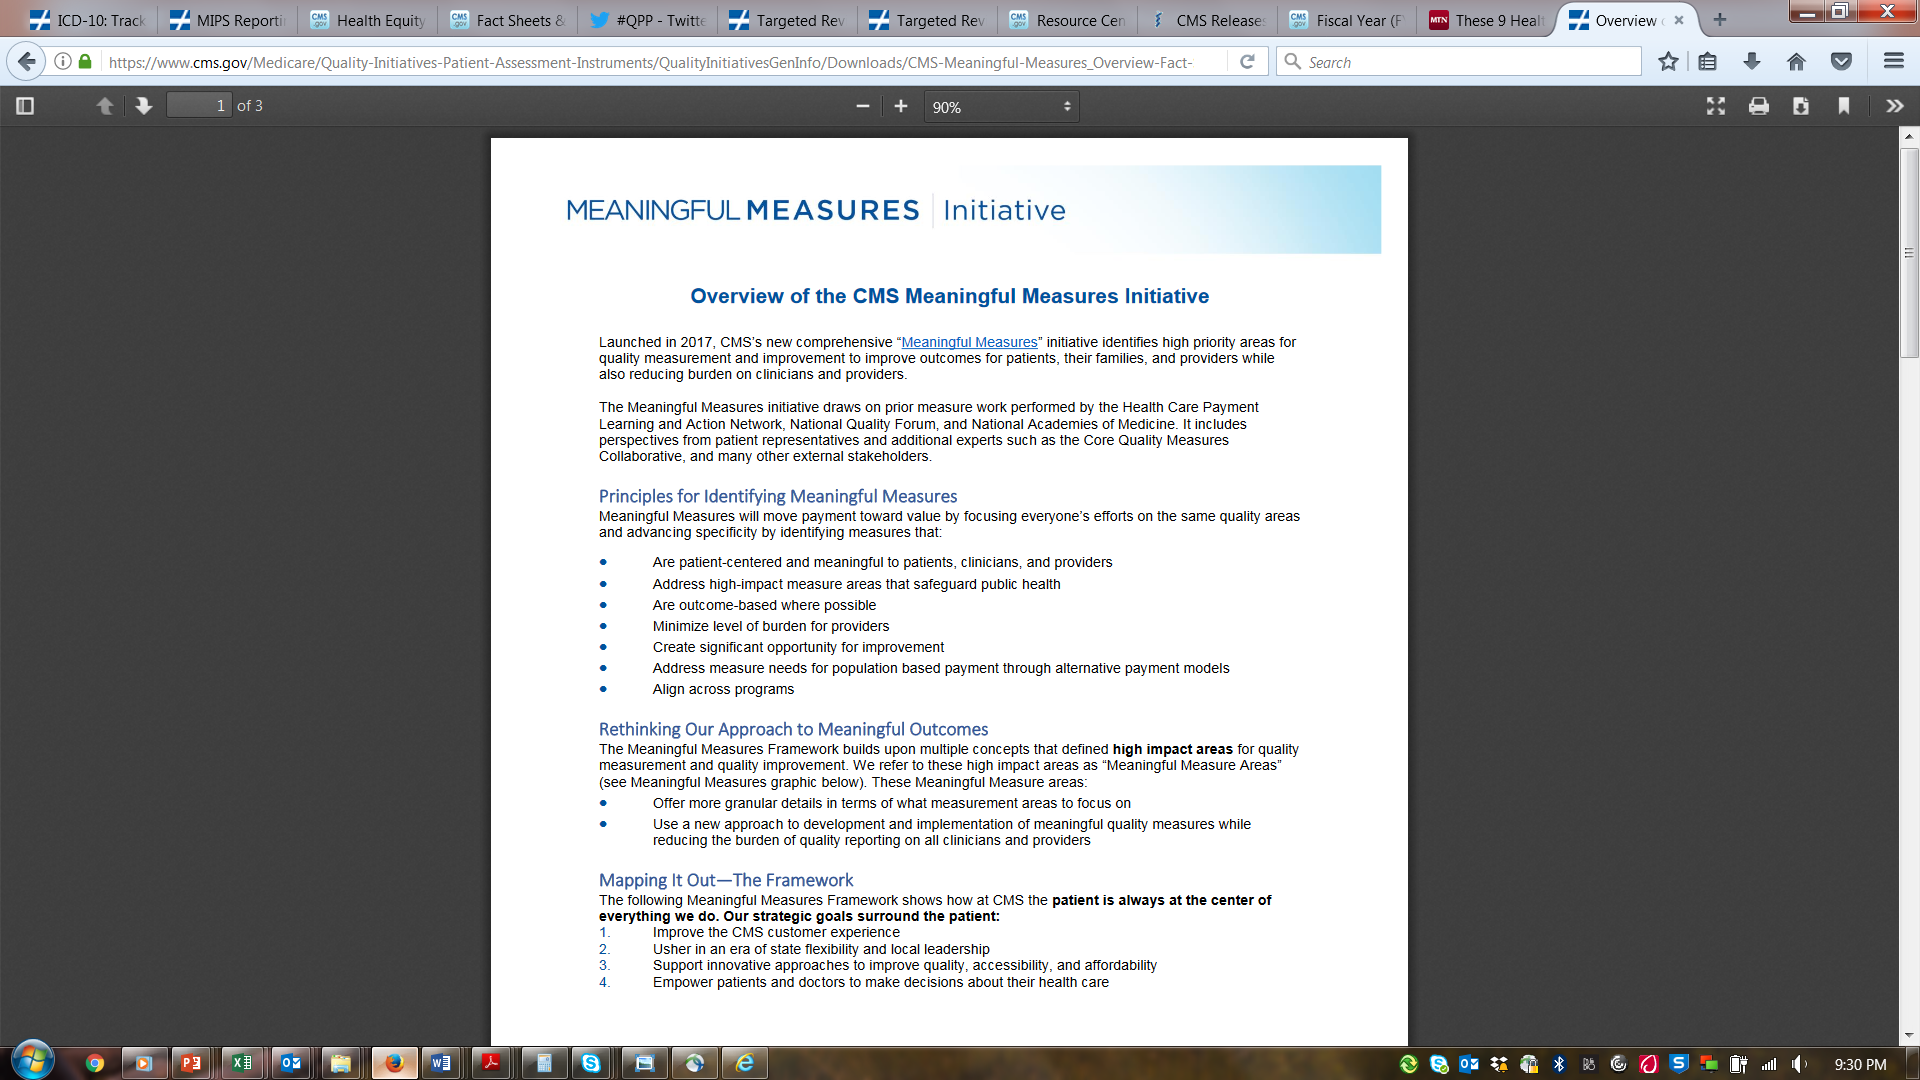 ICD-10: Track
MIPS Reporti
Health Equity
Fact Sheets &
#QPP - Twitte
Targeted Rev
Targeted Rev
Resource Cen
CMS Releases
Fiscal Year (F
These 9 Healt
Overview
https://www.cms.gov/Medicare/Quality-Initiatives-Patient-Assessment-Instruments/QualityInitiativesGenInfo/Downloads/CMS-Meaningful-Measures_Overview-Fact-
Search
1 of 3
90%
MEANINGFUL MEASURES | Initiative
Overview of the CMS Meaningful Measures Initiative
Launched in 2017, CMS’s new comprehensive “Meaningful Measures” initiative identifies high priority areas for
quality measurement and improvement to improve outcomes for patients, their families, and providers while
also reducing burden on clinicians and providers.
The Meaningful Measures initiative draws on prior measure work performed by the Health Care Payment
Learning and Action Network, National Quality Forum, and National Academies of Medicine. It includes
perspectives from patient representatives and additional experts such as the Core Quality Measures
Collaborative, and many other external stakeholders.
Principles for Identifying Meaningful Measures
Meaningful Measures will move payment toward value by focusing everyone’s efforts on the same quality areas
and advancing specificity by identifying measures that:
• Are patient-centered and meaningful to patients, clinicians, and providers
• Address high-impact measure areas that safeguard public health
• Are outcome-based where possible
• Minimize level of burden for providers
• Create significant opportunity for improvement
• Address measure needs for population based payment through alternative payment models
• Align across programs
Rethinking Our Approach to Meaningful Outcomes
The Meaningful Measures Framework builds upon multiple concepts that defined high impact areas for quality
measurement and quality improvement. We refer to these high impact areas as “Meaningful Measure Areas”
(see Meaningful Measures graphic below). These Meaningful Measure areas:
• Offer more granular details in terms of what measurement areas to focus on
• Use a new approach to development and implementation of meaningful quality measures while
reducing the burden of quality reporting on all clinicians and providers
Mapping It Out—The Framework
The following Meaningful Measures Framework shows how at CMS the patient is always at the center of
everything we do. Our strategic goals surround the patient:
1. Improve the CMS customer experience
2. Usher in an era of state flexibility and local leadership
3. Support innovative approaches to improve quality, accessibility, and affordability
4. Empower patients and doctors to make decisions about their health care
9:30 PM